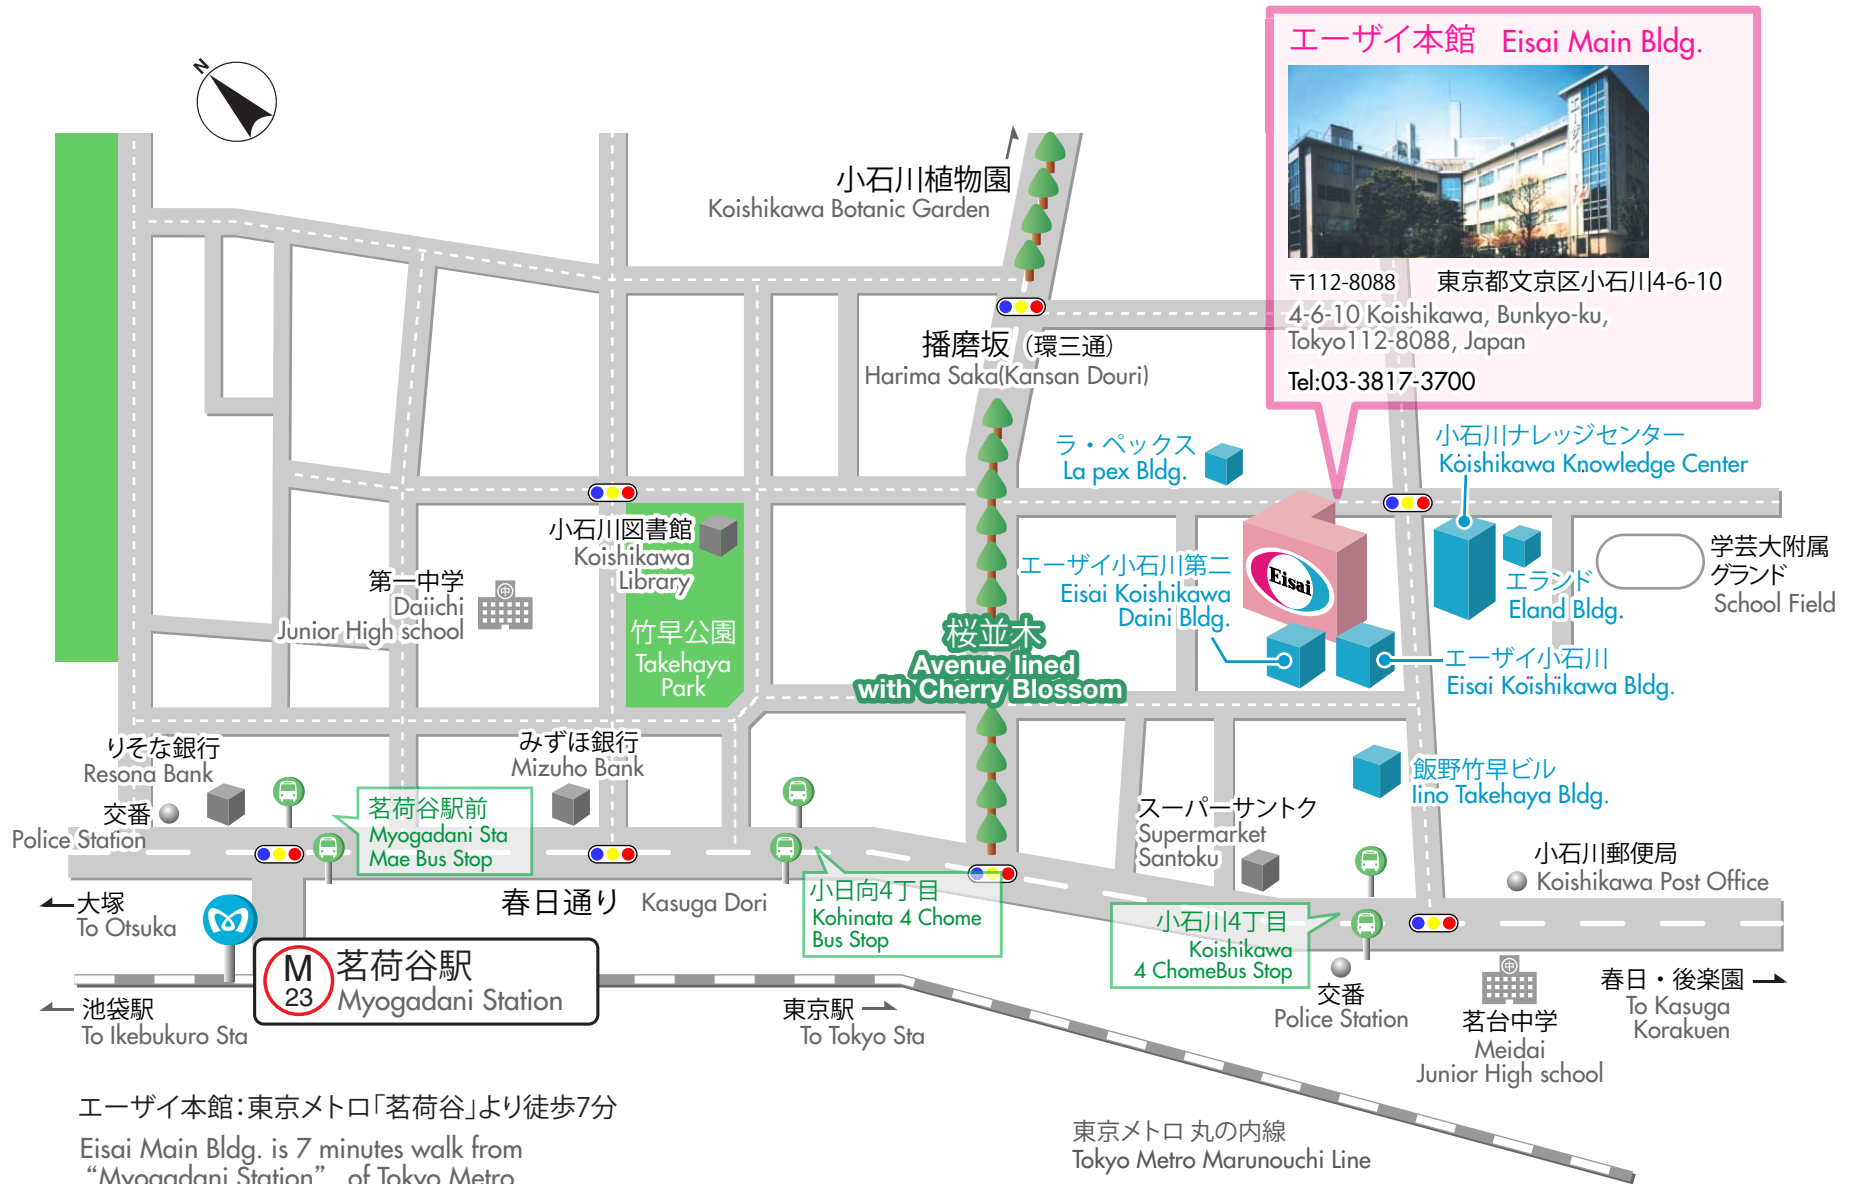 エーザイ本館 Eisai Main Bldg.
エーザイ
〒112-8088 東京都文京区小石川4-6-10
4-6-10 Koishikawa, Bunkyo-ku,
Tokyo112-8088, Japan
Tel:03-3817-3700
N
小石川植物園
Koishikawa Botanic Garden
播磨坂（環三通）
Harima Saka(Kansan Douri)
ラ・ペックス
La pex Bldg.
小石川ナレッジセンター
Koishikawa Knowledge Center
小石川図書館
Koishikawa
Library
第一中学
Daiichi
Junior High school
中
竹早公園
Takehaya
Park
エーザイ小石川第二
Eisai Koishikawa
Daini Bldg.
Eisai
エランド
Eland Bldg.
学芸大附属
グランド
School Field
桜並木
Avenue lined
with Cherry Blossom
エーザイ小石川
Eisai Koishikawa Bldg.
りそな銀行
Resona Bank
みずほ銀行
Mizuho Bank
交番
Police Station
茗荷谷駅前
Myogadani Sta
Mae Bus Stop
飯野竹早ビル
Iino Takehaya Bldg.
スーパーサントク
Supermarket
Santoku
小石川郵便局
Koishikawa Post Office
大塚
To Otsuka
春日通り Kasuga Dori
小日向4丁目
Kohinata 4 Chome
Bus Stop
小石川4丁目
Koishikawa
4 ChomeBus Stop
M
23
茗荷谷駅
Myogadani Station
池袋駅
To Ikebukuro Sta
東京駅
To Tokyo Sta
交番
Police Station
中
茗台中学
Meidai
Junior High school
春日・後楽園
To Kasuga
Korakuen
エーザイ本館：東京メトロ「茗荷谷」より徒歩7分
Eisai Main Bldg. is 7 minutes walk from
“Myogadani Station” of Tokyo Metro
東京メトロ 丸の内線
Tokyo Metro Marunouchi Line